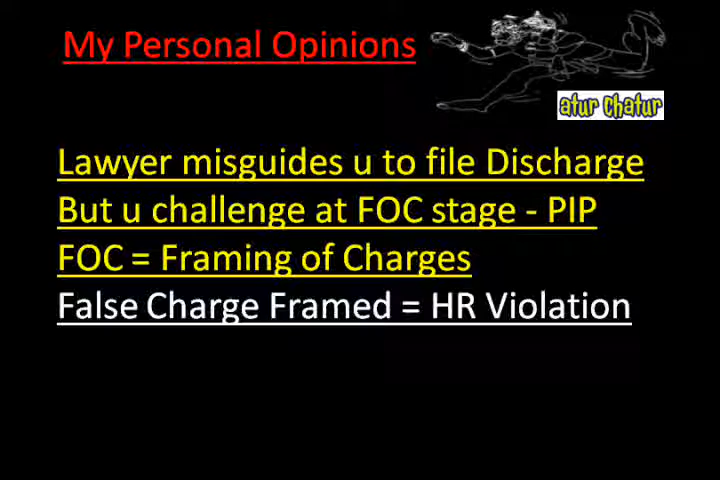 My Personal Opinions
atur chatur
Lawyer misguides u to file Discharge
But u challenge at FOC stage - PIP
FOC = Framing of Charges
False Charge Framed = HR Violation